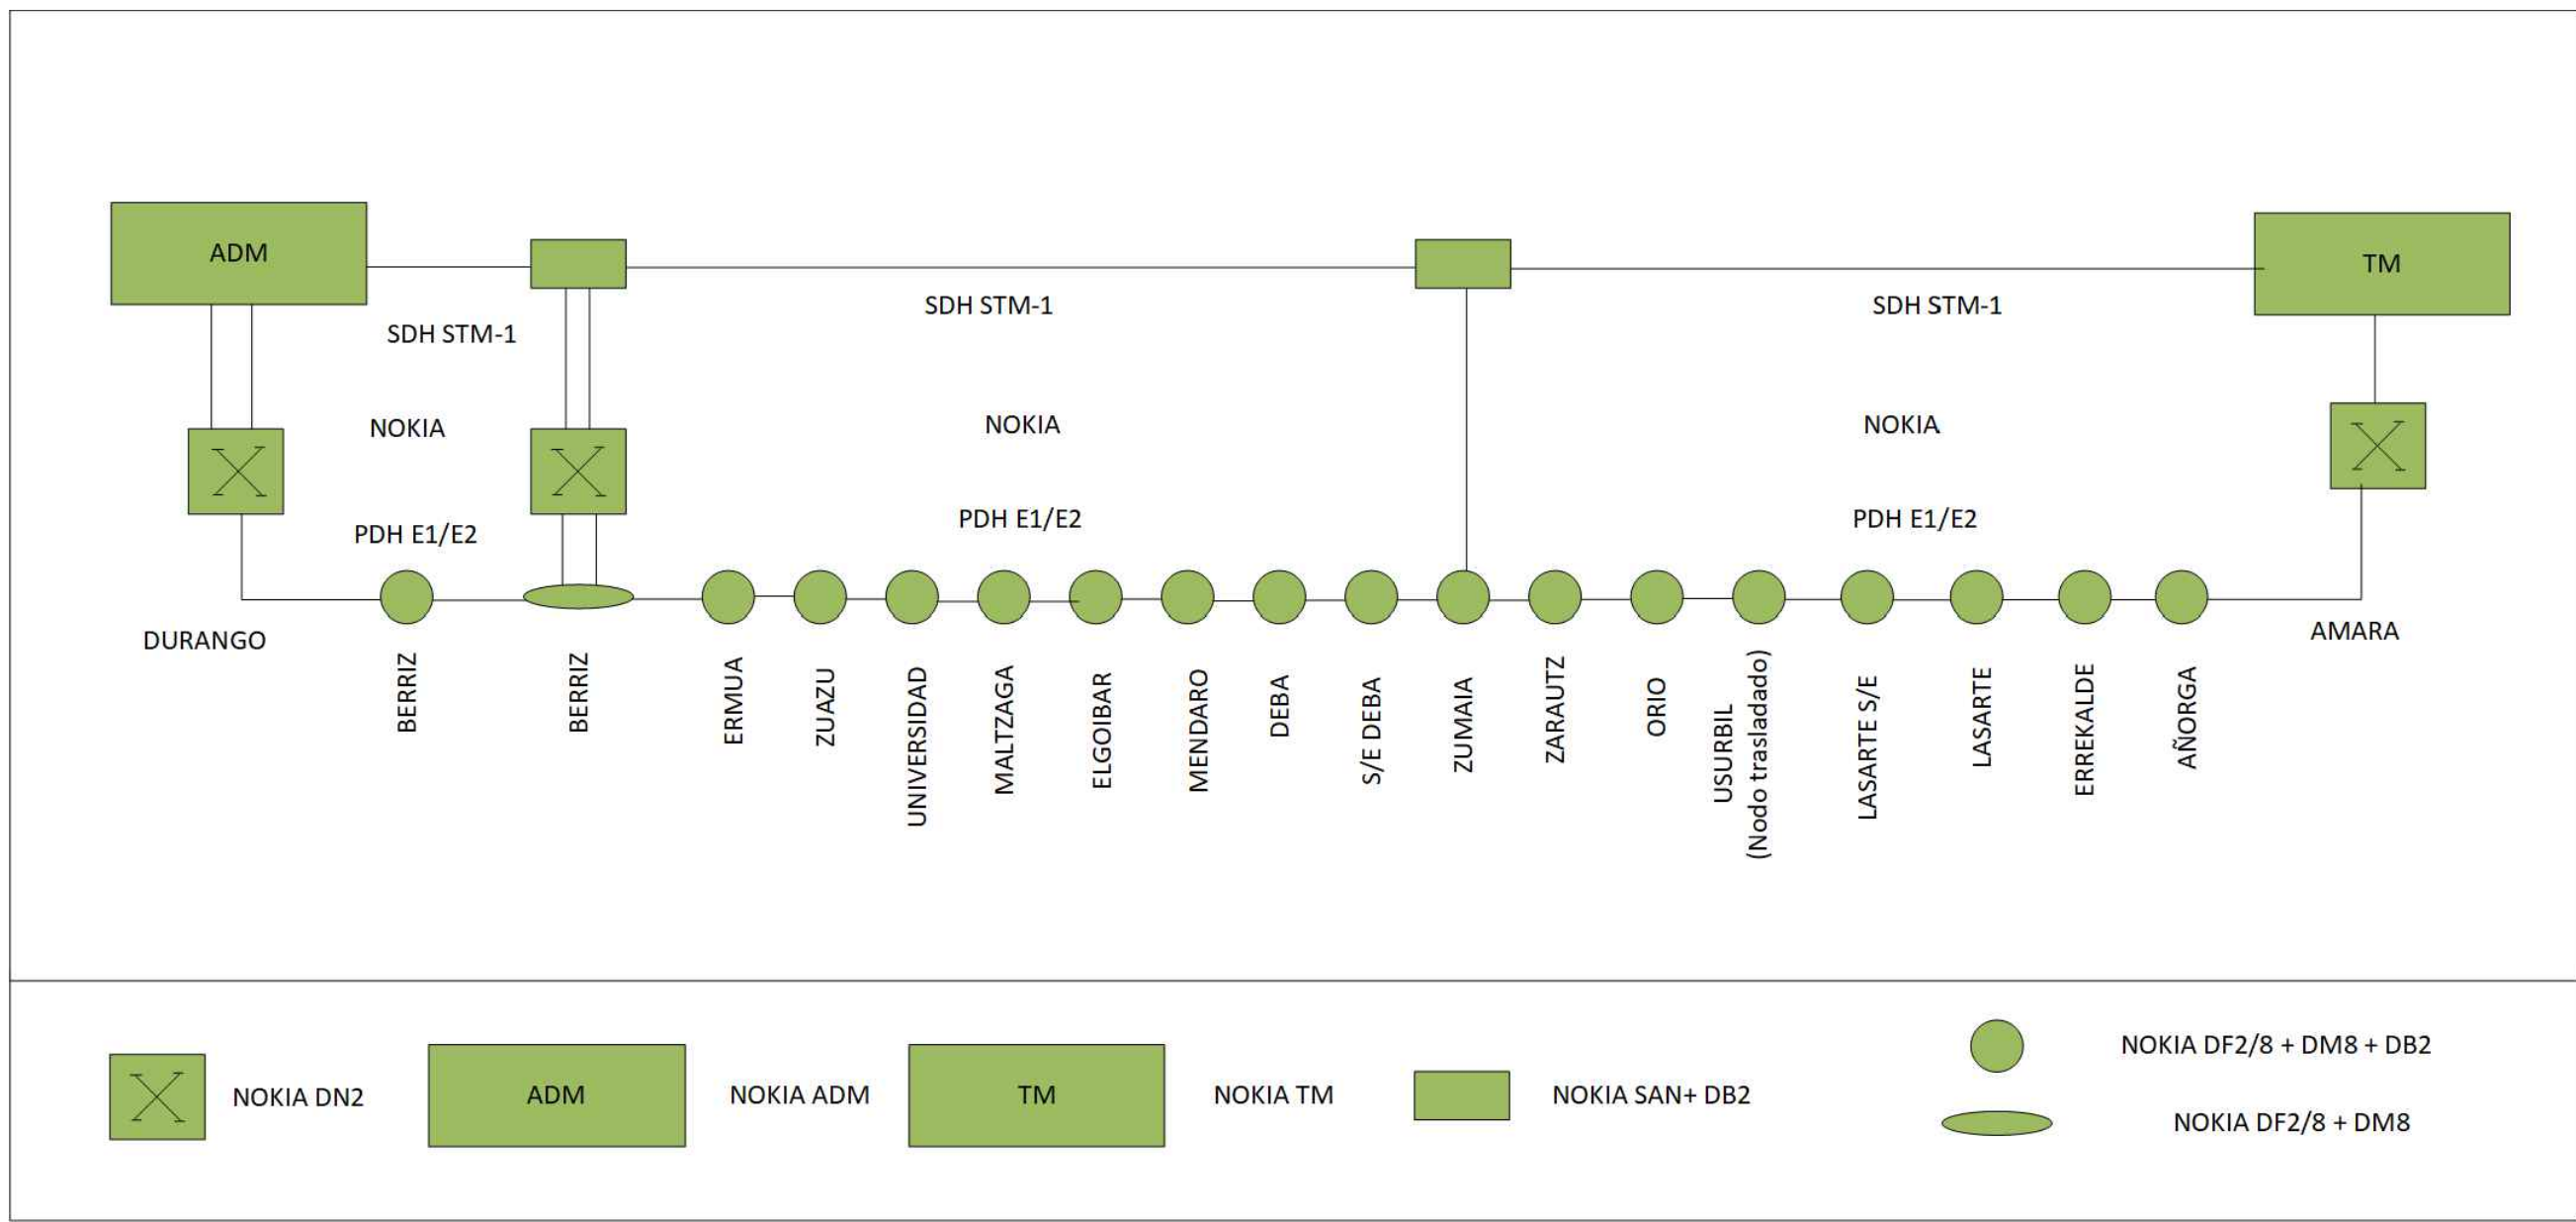 ADM
TM
SDH STM-1
SDH STM-1
SDH STM-1
NOKIA
NOKIA
NOKIA
PDH E1/E2
PDH E1/E2
PDH E1/E2
DURANGO
BERRIZ
BERRIZ
ERMUA
ZUAZU
UNIVERSIDAD
MALTZAGA
ELGOIBAR
MENDARO
DEBA
S/E DEBA
ZUMAIA
ZARAUTZ
ORIO
USURBIL
(Nodo trasladado)
LASARTE S/E
LASARTE
ERREKALDE
AÑORGA
AMARA
NOKIA DN2
ADM
NOKIA ADM
TM
NOKIA TM
NOKIA SAN+ DB2
NOKIA DF2/8 + DM8 + DB2
NOKIA DF2/8 + DM8